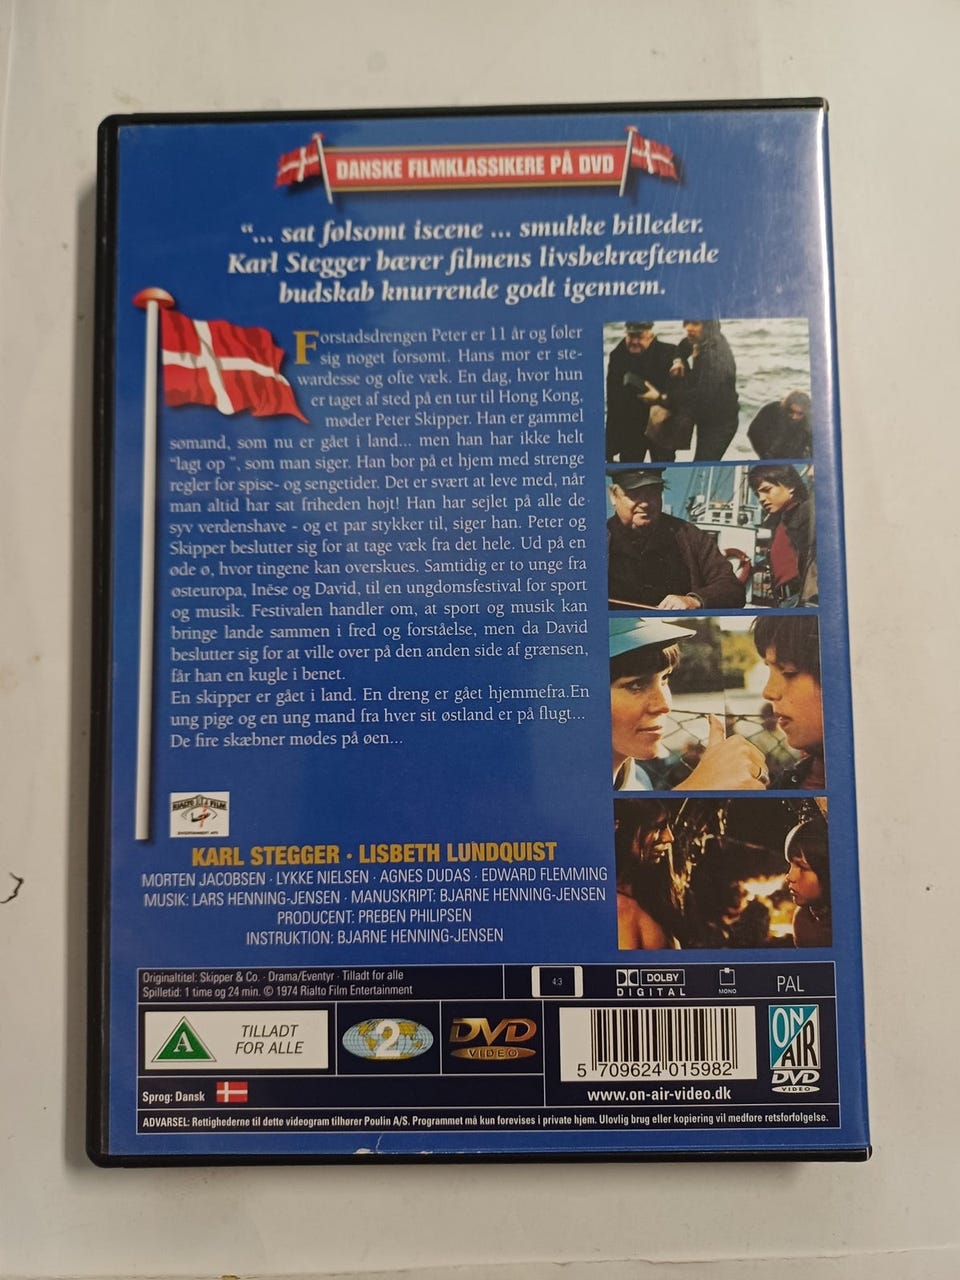 DANSKE FILMKLASSIKERE PÅ DVD
"... sat følsomt iscene ... smukke billeder.
Karl Stegger bærer filmens livsbekræftende
budskab knurrende godt igennem.
Forstadsdrengen Peter er 11 år og føler
sig noget forsømt. Hans mor er ste-
wardesse og ofte væk. En dag, hvor hun
er taget af sted på en tur til Hong Kong,
møder Peter Skipper. Han er gammel
sømand, som nu er gået i land... men han har ikke helt
"lagt op ", som man siger. Han bor på et hjem med strenge
regler for spise- og sengetider. Det er svært at leve med, når
man altid har sat friheden højt! Han har sejlet på alle de
syv verdenshave - og et par stykker til, siger han. Peter og
Skipper beslutter sig for at tage væk fra det hele. Ud på en
øde ø, hvor tingene kan overskues. Samtidig er to unge fra
østeuropa, Inëse og David, til en ungdomsfestival for sport
og musik. Festivalen handler om, at sport og musik kan
bringe lande sammen i fred og forståelse, men da David
beslutter sig for at ville over på den anden side af grænsen,
får han en kugle i benet.
En skipper er gået i land. En dreng er gået hjemmefra.En
ung pige og en ung mand fra hver sit østland er på flugt...
De fire skæbner mødes på øen...
RIALTO FILM
ENTERTAINMENT APS
KARL STEGGER · LISBETH LUNDQUIST
MORTEN JACOBSEN · LYKKE NIELSEN · AGNES DUDAS · EDWARD FLEMMING
MUSIK: LARS HENNING-JENSEN · MANUSKRIPT: BJARNE HENNING-JENSEN
PRODUCENT: PREBEN PHILIPSEN
INSTRUKTION: BJARNE HENNING-JENSEN
Originaltitel: Skipper & Co. · Drama/Eventyr · Tilladt for alle
Spilletid: 1 time og 24 min. © 1974 Rialto Film Entertainment
4:3
DOLBY
DIGITAL
MONO
PAL
A
TILLADT
FOR ALLE
2
DVD
VIDEO
5 709624 015982
www.on-air-video.dk
ON
AIR
DVD
VIDEO
Sprog: Dansk
ADVARSEL: Rettighederne til dette videogram tilhører Poulin A/S. Programmet må kun forevises i private hjem. Ulovlig brug eller kopiering vil medføre retsforfølgelse.